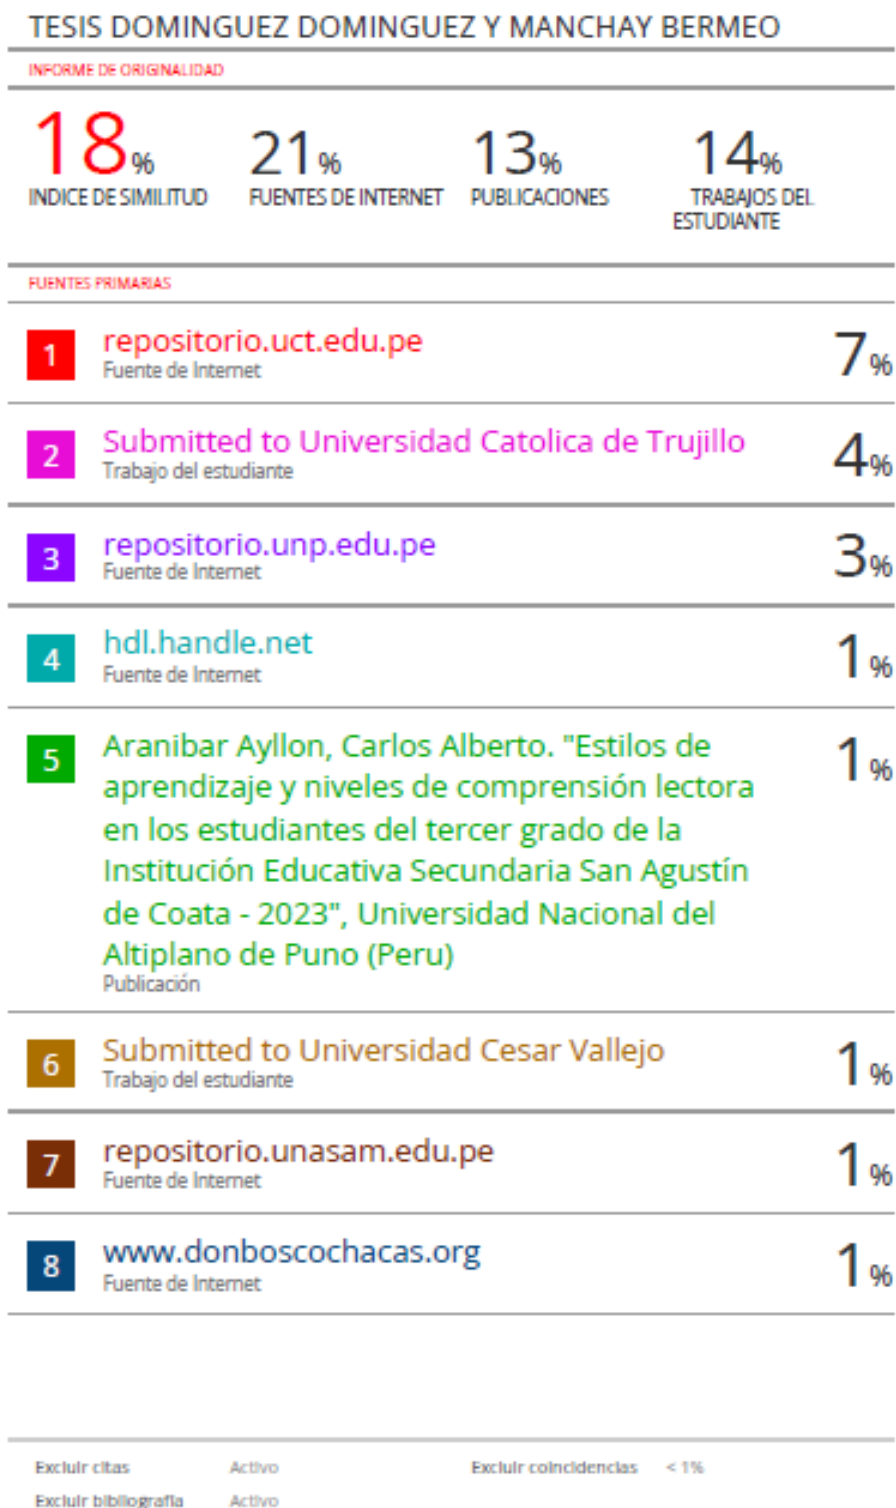 TESIS DOMINGUEZ DOMINGUEZ Y MANCHAY BERMEO
INFORME DE ORIGINALIDAD
18%
INDICE DE SIMILITUD
21%
FUENTES DE INTERNET
13%
PUBLICACIONES
14%
TRABAJOS DEL
ESTUDIANTE
FUENTES PRIMARIAS
1 repositorio.uct.edu.pe 7%
Fuente de Internet
2 Submitted to Universidad Catolica de Trujillo 4%
Trabajo del estudiante
3 repositorio.unp.edu.pe 3%
Fuente de Internet
4 hdl.handle.net 1%
Fuente de Internet
5 Aranibar Ayllon, Carlos Alberto. "Estilos de 1%
aprendizaje y niveles de comprensión lectora
en los estudiantes del tercer grado de la
Institución Educativa Secundaria San Agustín
de Coata - 2023", Universidad Nacional del
Altiplano de Puno (Peru)
Publicación
6 Submitted to Universidad Cesar Vallejo 1%
Trabajo del estudiante
7 repositorio.unasam.edu.pe 1%
Fuente de Internet
8 www.donboscochacas.org 1%
Fuente de Internet
Excluir citas Activo Excluir coincidencias < 1%
Excluir bibliografía Activo